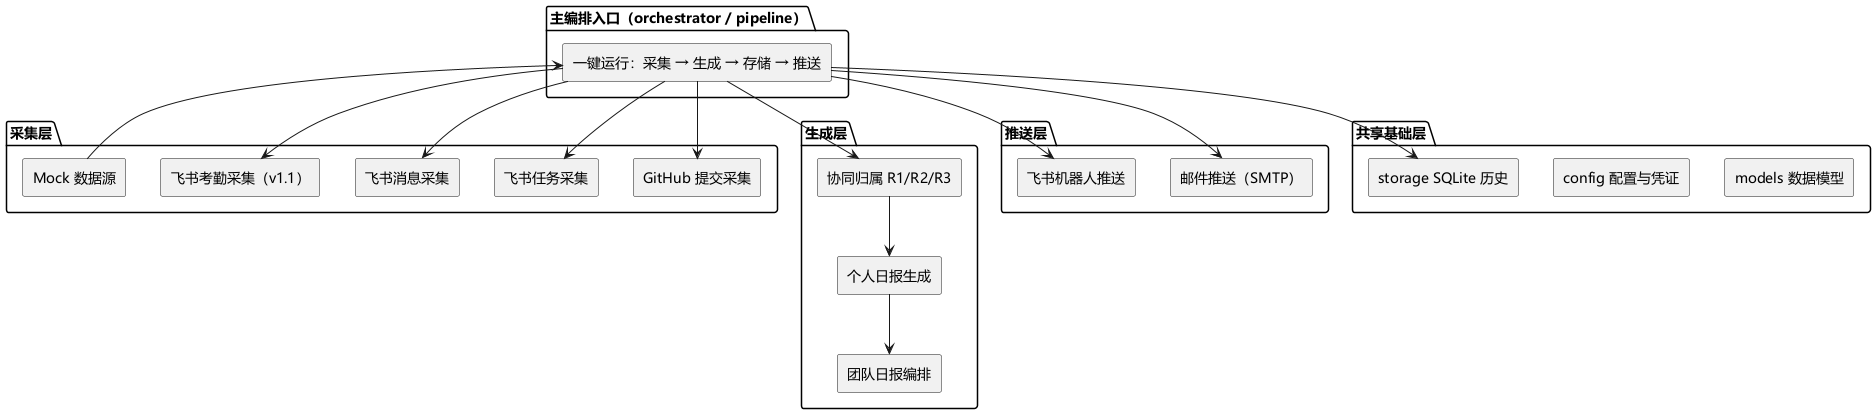 主编排入口（orchestrator / pipeline）
一键运行：采集 → 生成 → 存储 → 推送
采集层
Mock 数据源
飞书考勤采集（v1.1）
飞书消息采集
飞书任务采集
GitHub 提交采集
生成层
协同归属 R1/R2/R3
个人日报生成
团队日报编排
推送层
飞书机器人推送
邮件推送（SMTP）
共享基础层
storage SQLite 历史
config 配置与凭证
models 数据模型